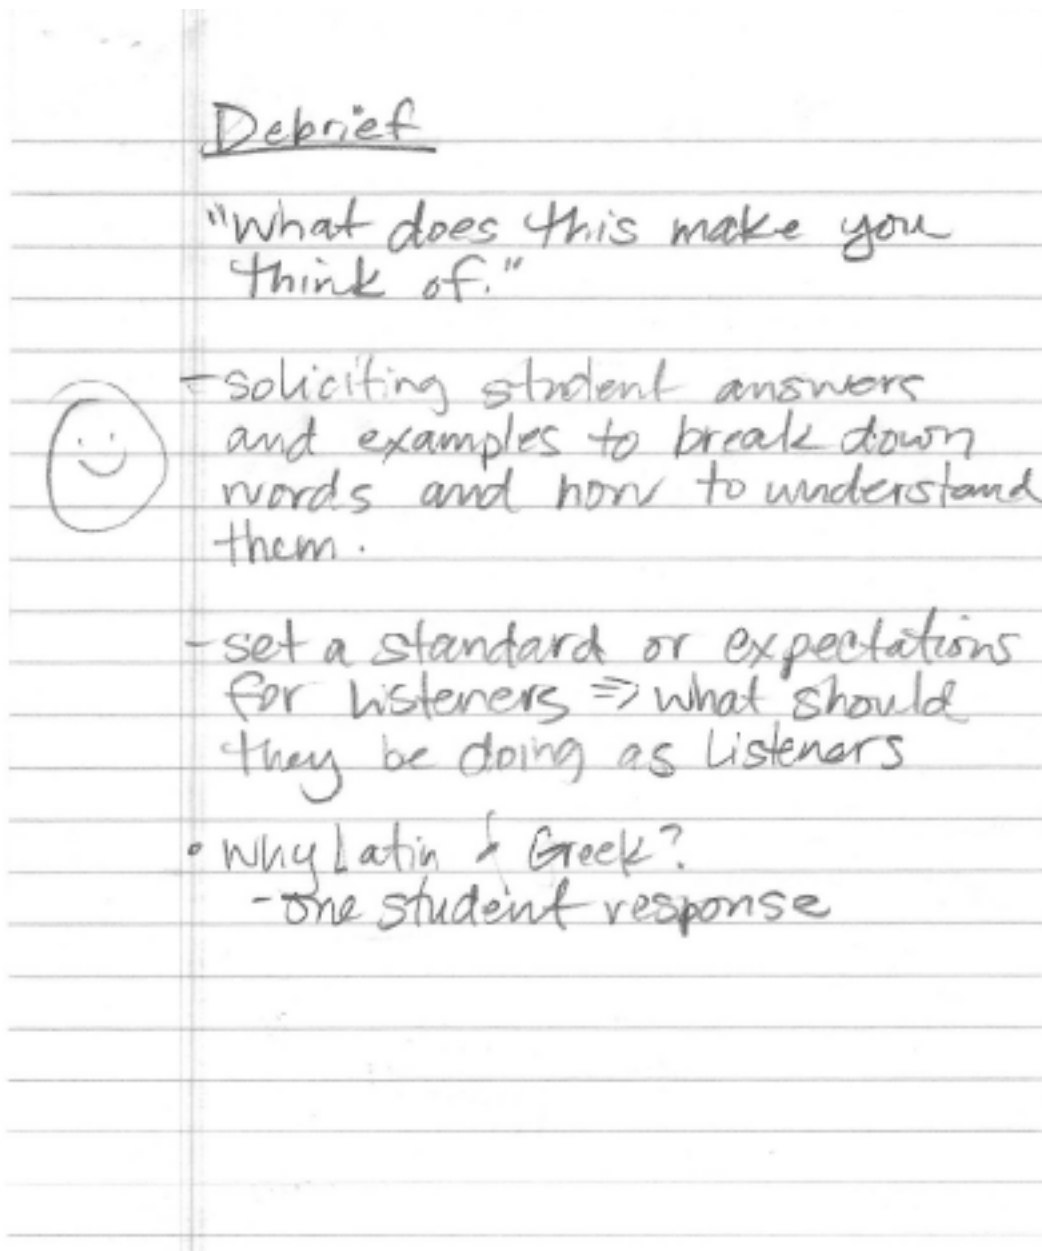 Debrief
"What does this make you
think of."
- soliciting student answers
and examples to break down
words and how to understand
them.
- set a standard or expectations
for listeners ⇒ what should
they be doing as Listeners
• Why Latin & Greek?
- one student response